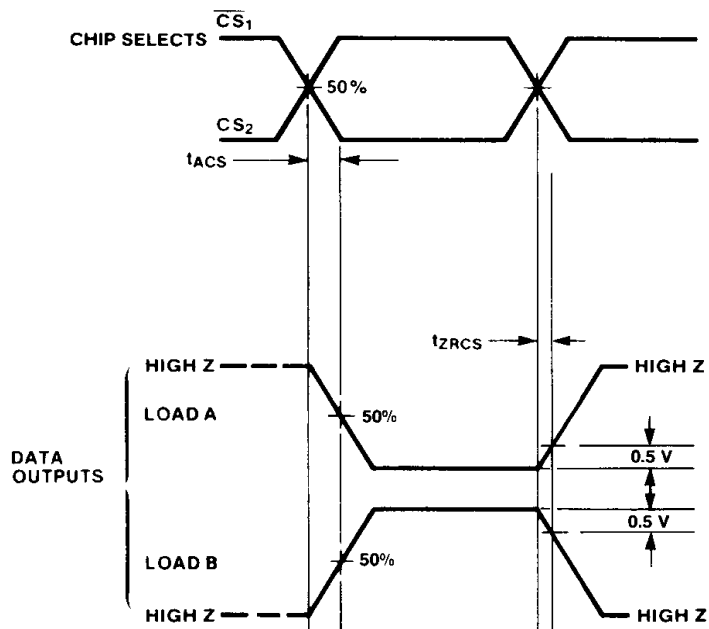 C̅S̅₁
CHIP SELECTS
50%
CS₂
tACS
tZRCS
HIGH Z
HIGH Z
LOAD A
50%
0.5 V
DATA
OUTPUTS
0.5 V
LOAD B
50%
HIGH Z
HIGH Z